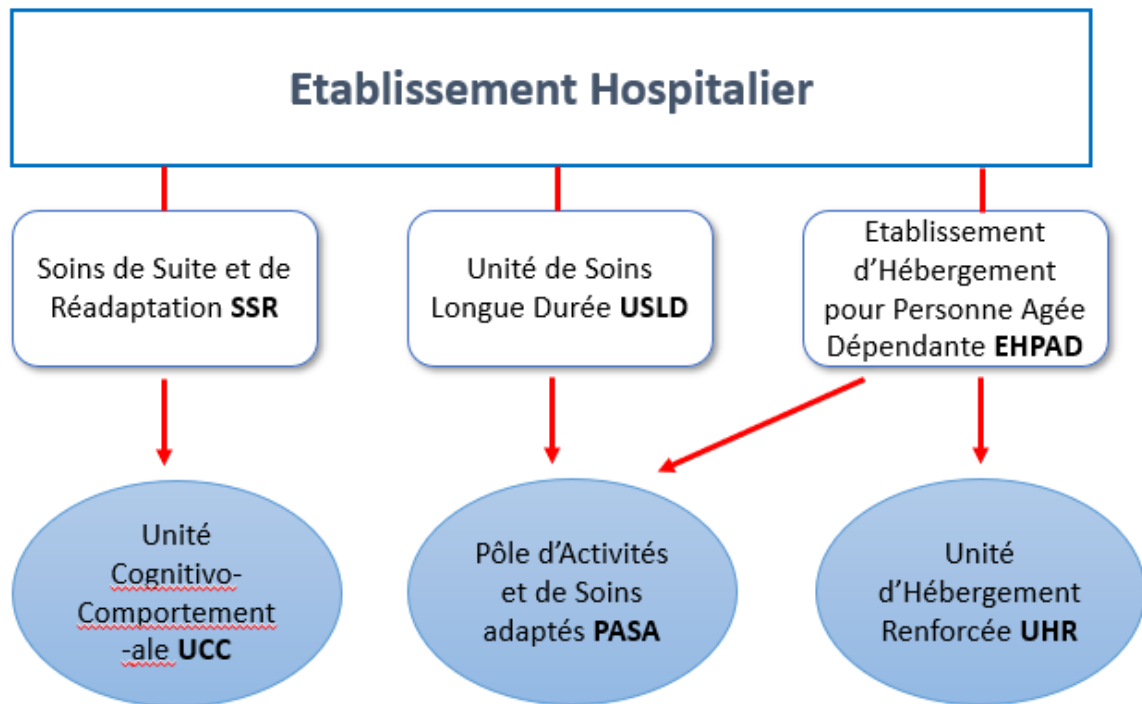 Etablissement Hospitalier
Soins de Suite et de
Réadaptation SSR
Unité de Soins
Longue Durée USLD
Etablissement
d’Hébergement
pour Personne Agée
Dépendante EHPAD
Unité
Cognitivo-
Comportement
-ale UCC
Pôle d’Activités
et de Soins
adaptés PASA
Unité
d’Hébergement
Renforcée UHR